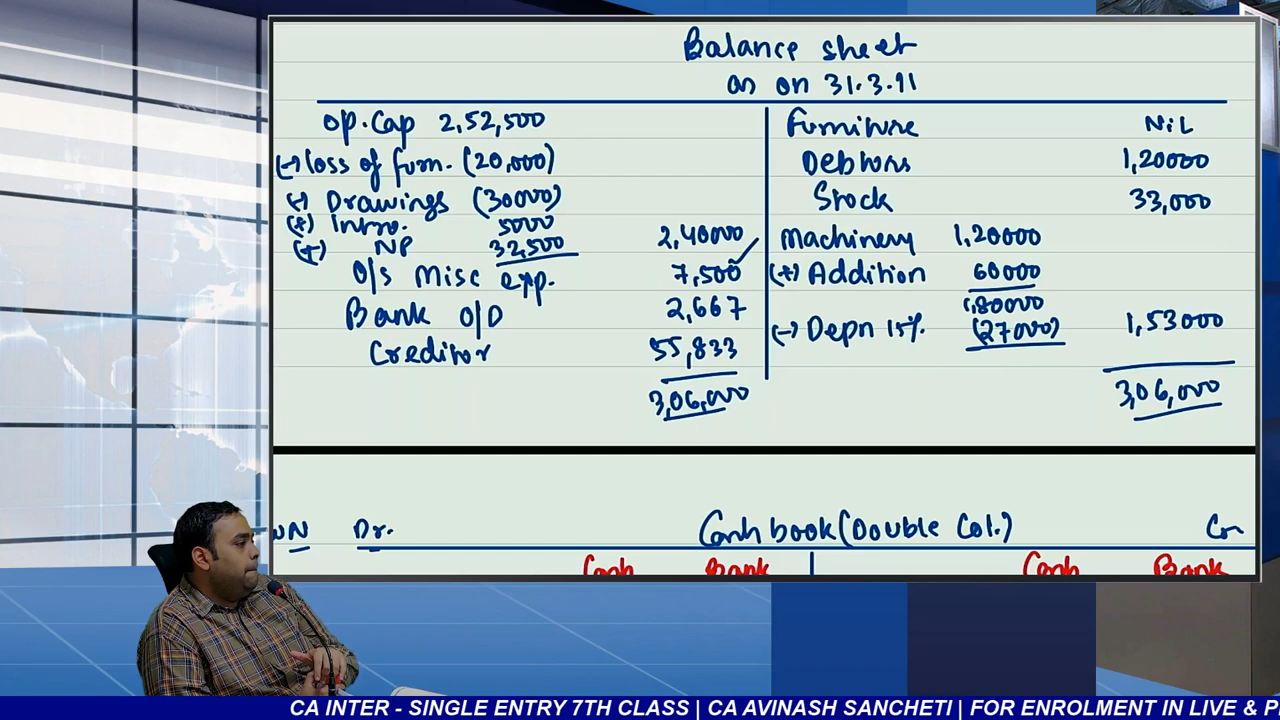 Balance sheet
as on 31.3.11
op.Cap 2,52,500
(-) loss of furn. (20,000)
(-) Drawings (30000)
(+) Intro. 5000
(+) NP 32,500 2,40000
O/s Misc exp. 7,500
Bank O/D 2,667
Creditor 55,833
3,06,000
Furniture NiL
Debtors 1,20000
Stock 33,000
Machinery 1,20000
(+) Addition 60000
1,80000
(-) Depn 15%. (27000) 1,53000
3,06,000
WN Dr. Cash book (Double Col.) Cr
Cash Bank Cash Bank
CA INTER - SINGLE ENTRY 7TH CLASS | CA AVINASH SANCHETI | FOR ENROLMENT IN LIVE & P